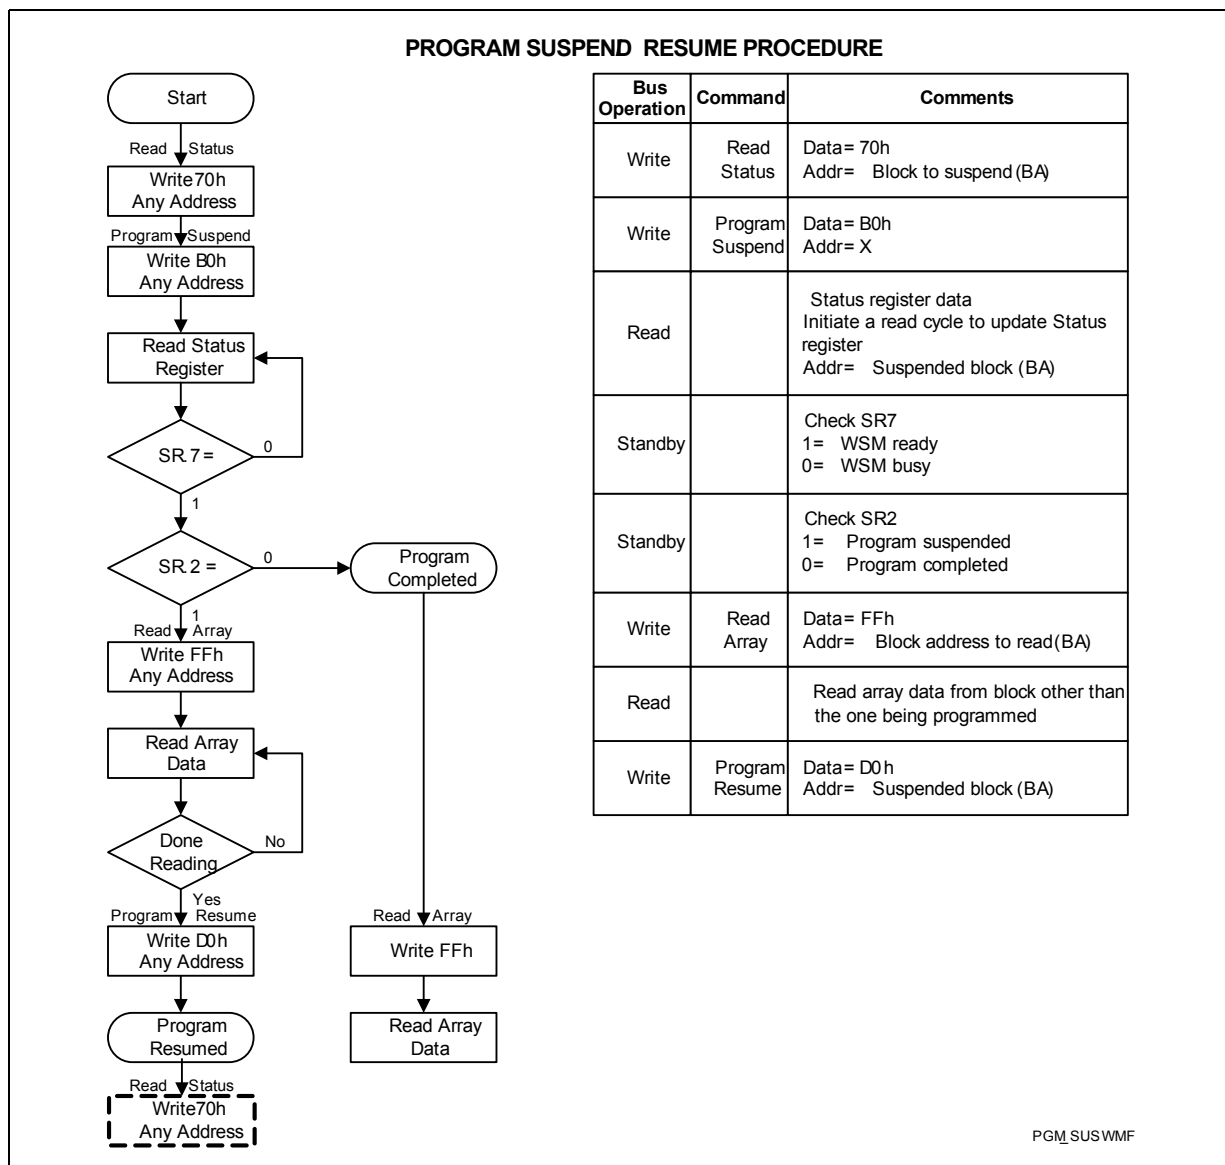 PROGRAM SUSPEND RESUME PROCEDURE
Start
Read Status
Write70h
Any Address
Program Suspend
Write B0h
Any Address
Read Status
Register
SR.7 =
0
1
SR.2 =
0
1
Program
Completed
Read Array
Write FFh
Any Address
Read Array
Data
Done
Reading
No
Yes
Program Resume
Write D0h
Any Address
Read Array
Write FFh
Program
Resumed
Read Array
Data
Read Status
Write70h
Any Address
Bus
Operation
Command
Comments
Write
Read
Status
Data= 70h
Addr= Block to suspend (BA)
Write
Program
Suspend
Data= B0h
Addr= X
Read
Status register data
Initiate a read cycle to update Status
register
Addr= Suspended block (BA)
Standby
Check SR7
1= WSM ready
0= WSM busy
Standby
Check SR2
1= Program suspended
0= Program completed
Write
Read
Array
Data= FFh
Addr= Block address to read (BA)
Read
Read array data from block other than
the one being programmed
Write
Program
Resume
Data= D0h
Addr= Suspended block (BA)
PGM_SUSWMF